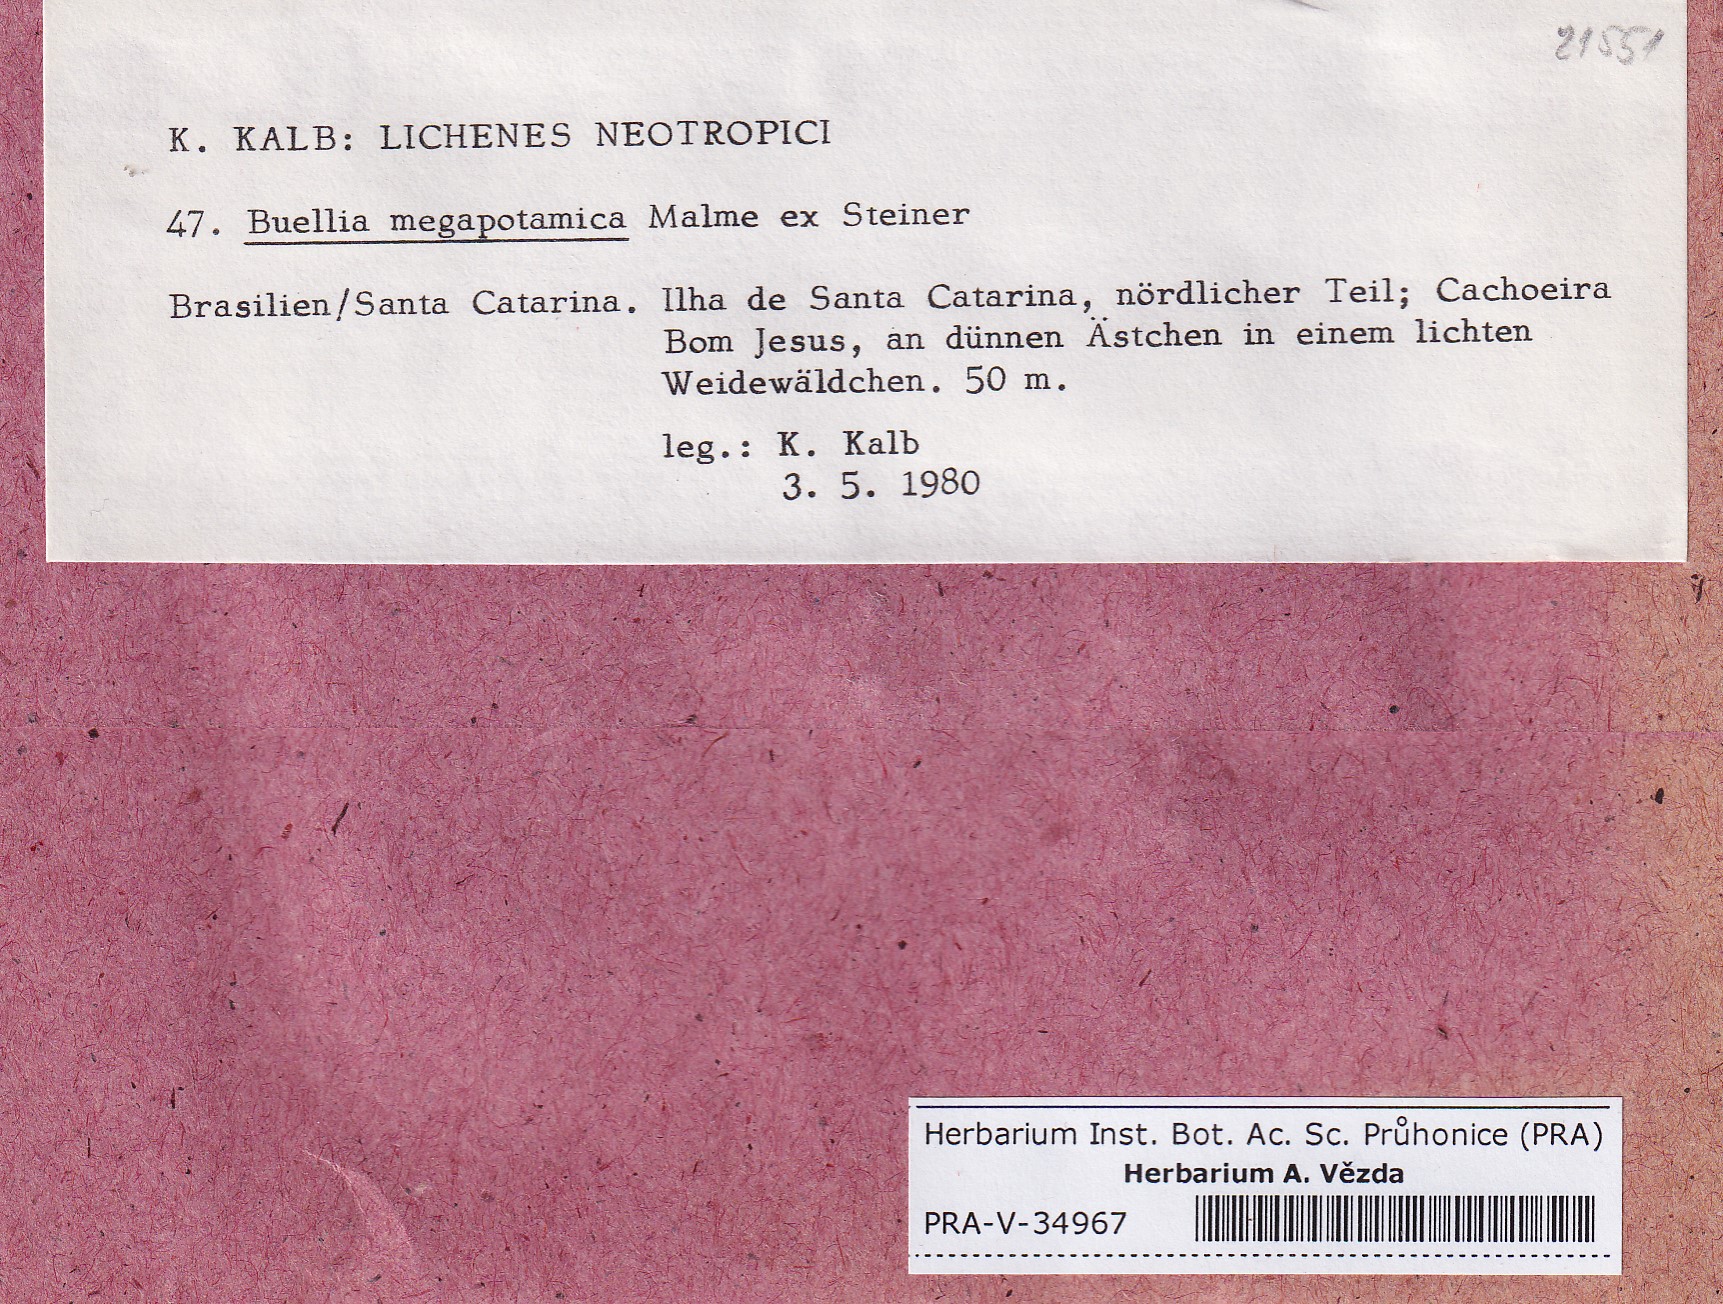 21551
K. KALB: LICHENES NEOTROPICI
47. Buellia megapotamica Malme ex Steiner
Brasilien/Santa Catarina. Ilha de Santa Catarina, nördlicher Teil; Cachoeira
Bom Jesus, an dünnen Ästchen in einem lichten
Weidewäldchen. 50 m.
leg.: K. Kalb
3. 5. 1980
Herbarium Inst. Bot. Ac. Sc. Průhonice (PRA)
Herbarium A. Vězda
PRA-V-34967